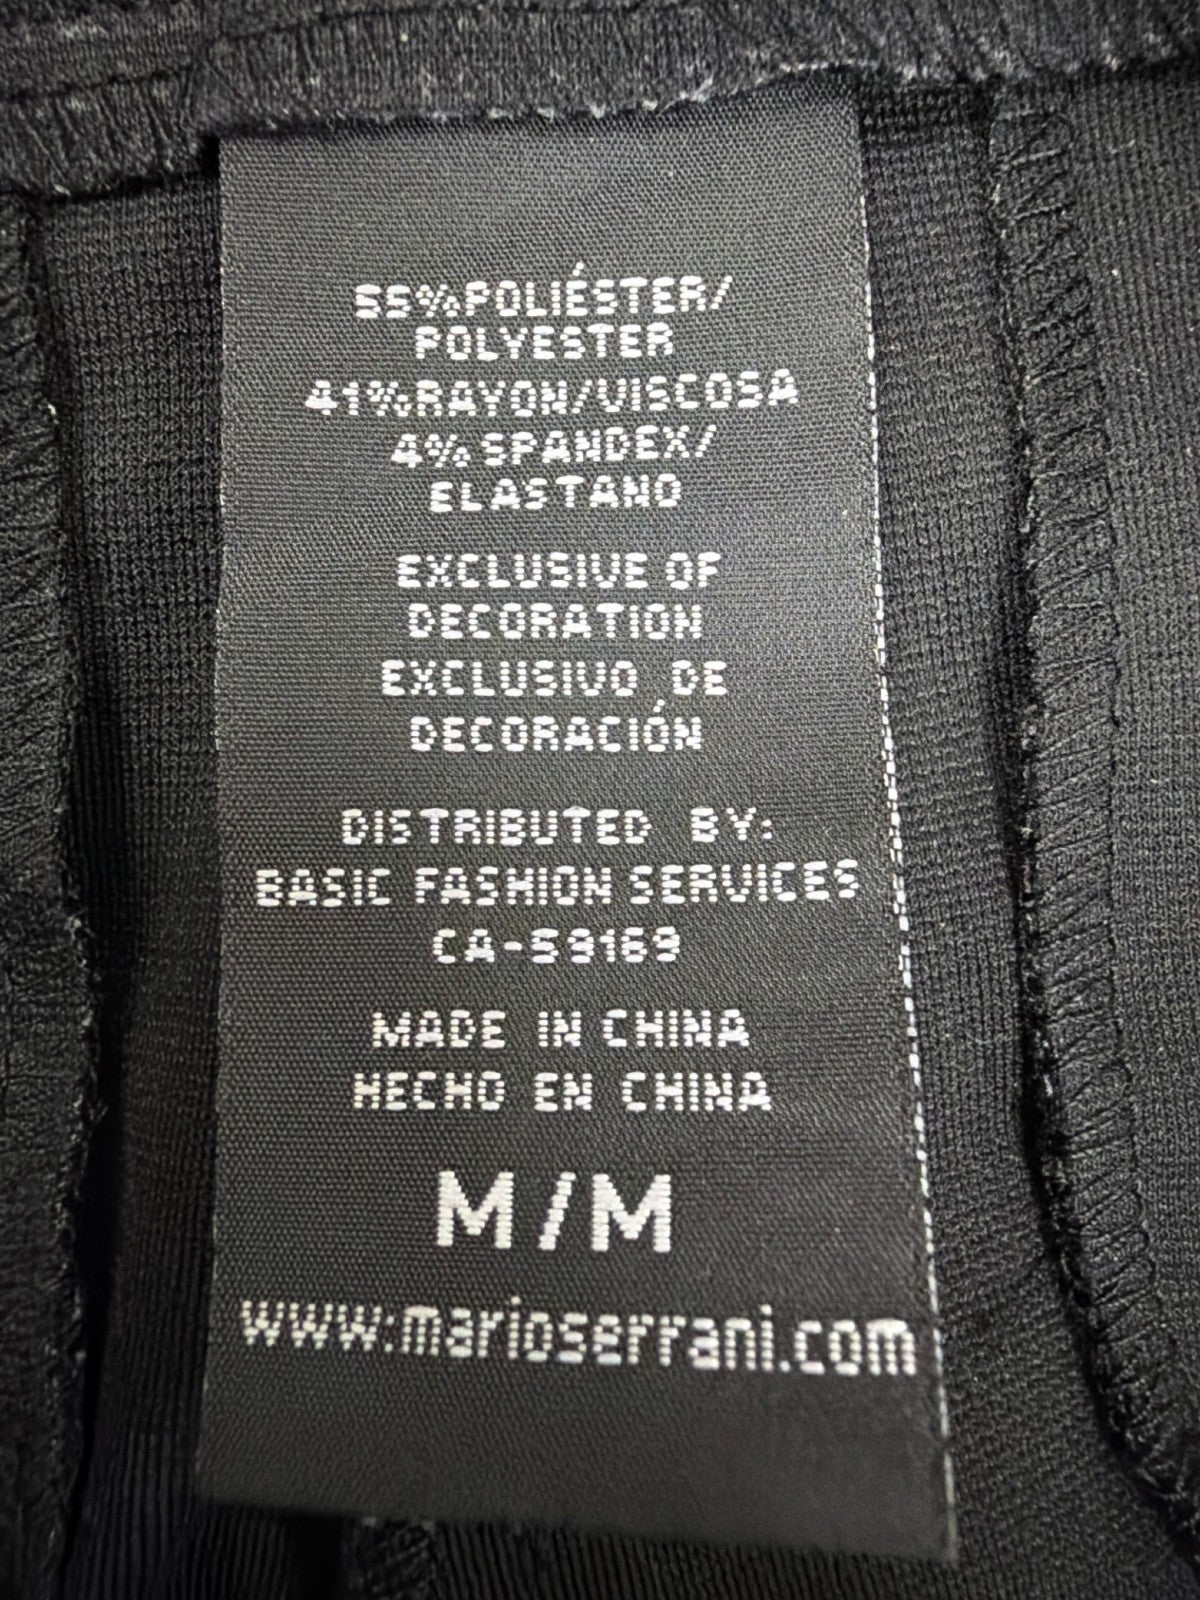 55%POLIÉSTER/
POLYESTER
41%RAYON/VISCOSA
4% SPANDEX/
ELASTANO
EXCLUSIVE OF
DECORATION
EXCLUSIVO DE
DECORACIÓN
DISTRIBUTED BY:
BASIC FASHION SERVICES
CA-59169
MADE IN CHINA
HECHO EN CHINA
M/M
www.marioserrani.com